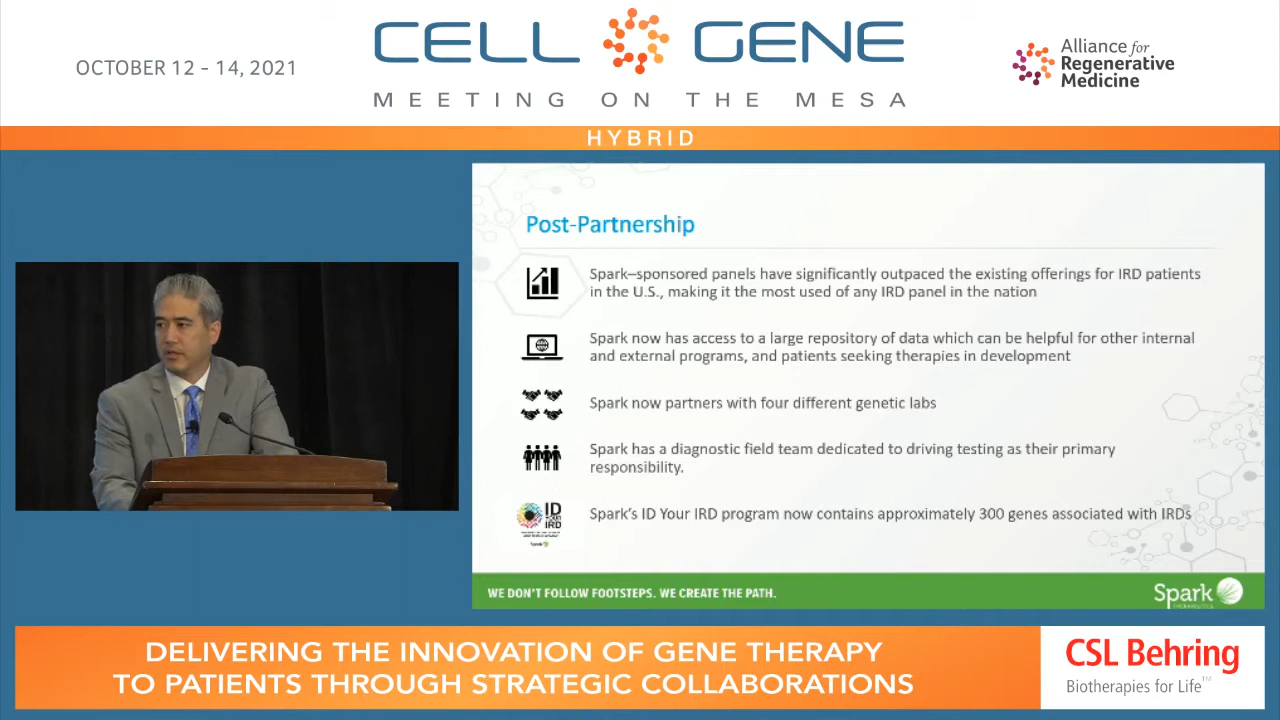 OCTOBER 12 - 14, 2021
CELL GENE
MEETING ON THE MESA
Alliance for
Regenerative
Medicine
HYBRID
Post-Partnership
Spark–sponsored panels have significantly outpaced the existing offerings for IRD patients
in the U.S., making it the most used of any IRD panel in the nation
Spark now has access to a large repository of data which can be helpful for other internal
and external programs, and patients seeking therapies in development
Spark now partners with four different genetic labs
Spark has a diagnostic field team dedicated to driving testing as their primary
responsibility.
ID
YOUR
IRD
Spark
Spark's ID Your IRD program now contains approximately 300 genes associated with IRDs
WE DON'T FOLLOW FOOTSTEPS. WE CREATE THE PATH.
Spark
THERAPEUTICS
DELIVERING THE INNOVATION OF GENE THERAPY
TO PATIENTS THROUGH STRATEGIC COLLABORATIONS
CSL Behring
Biotherapies for Life™